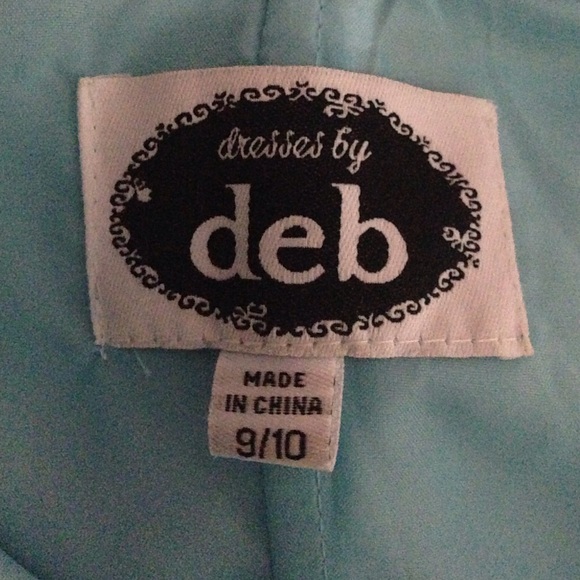 dresses by
deb
MADE
IN CHINA
9/10